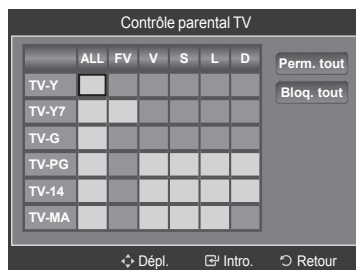 Contrôle parental TV
ALL FV V S L D
Perm. tout
Bloq. tout
TV-Y
TV-Y7
TV-G
TV-PG
TV-14
TV-MA
Dépl. Intro. Retour